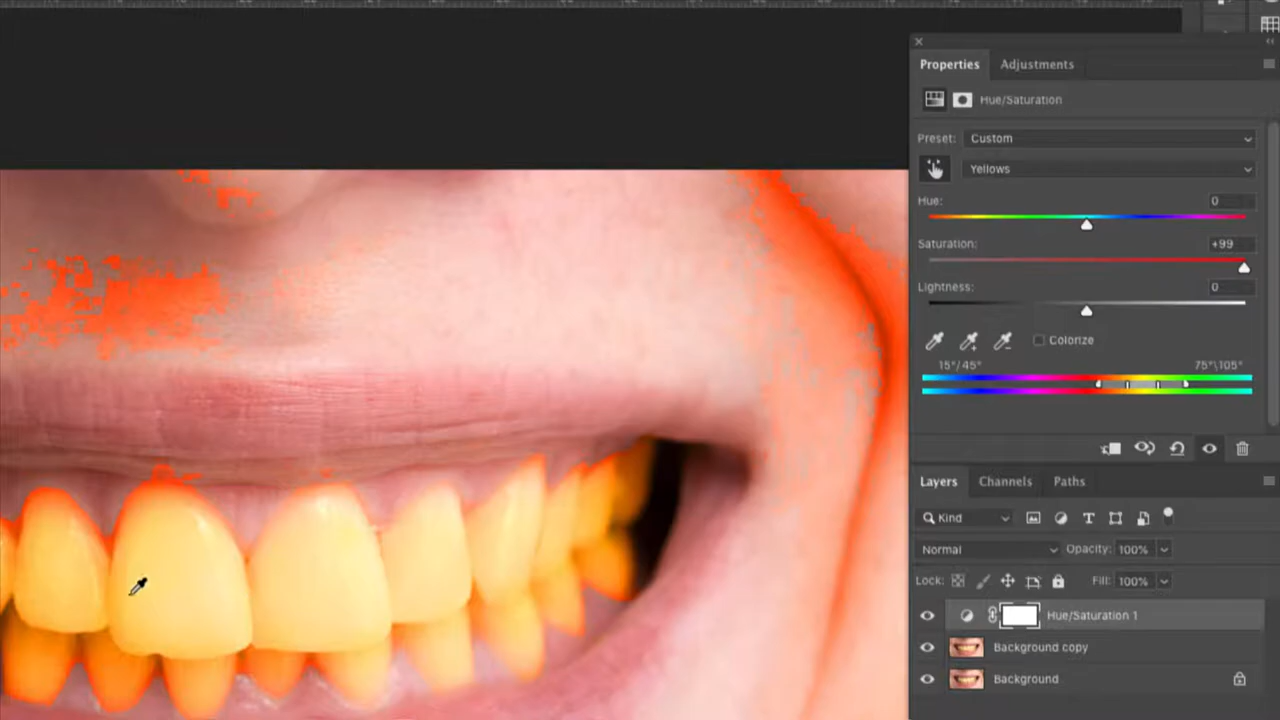 Properties
Adjustments
Hue/Saturation
Preset:
Custom
Yellows
Hue:
0
Saturation:
+99
Lightness:
0
Colorize
15°/45°
75°\105°
Layers
Channels
Paths
Kind
Normal
Opacity:
100%
Lock:
Fill:
100%
Hue/Saturation 1
Background copy
Background